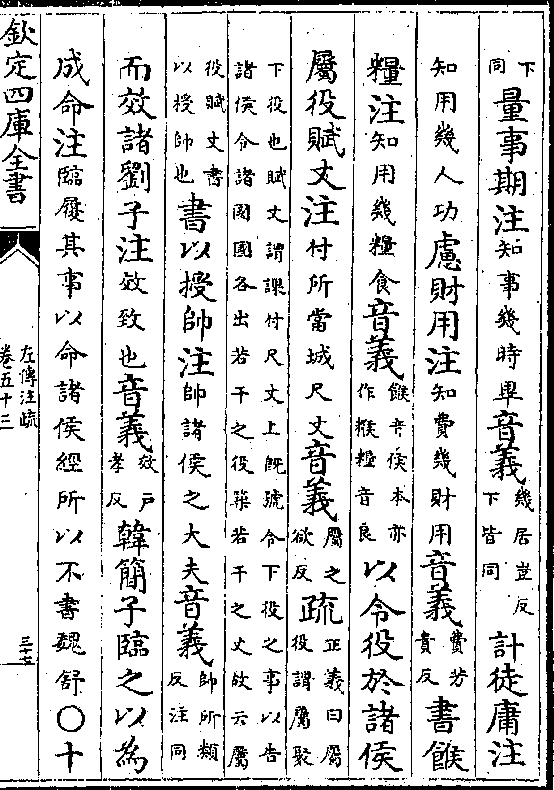 下同量事期注知事幾時畢音義幾居豈反下皆同計徒庸注
知用幾人功慮財用注知費幾財用音義費芳貴反書餱
糧注知用幾糧食音義餱音侯本亦作糇糧音良以令役於諸侯
屬役賦丈注付所當城尺丈音義屬之欲反疏正義曰屬役謂屬聚
下役也賦丈謂課付尺丈上既號令下役之事以告
諸侯令諸國國各出若干之役築若干之丈故云屬
役賦丈書以授帥也書以授帥注帥諸侯之大夫音義帥所類反注同
而效諸劉子注效致也音義效戶孝反韓簡子臨之以為
成命注臨履其事以命諸侯經所以不書魏舒○十
欽定四庫全書
左傳注疏
卷五十三
三十七